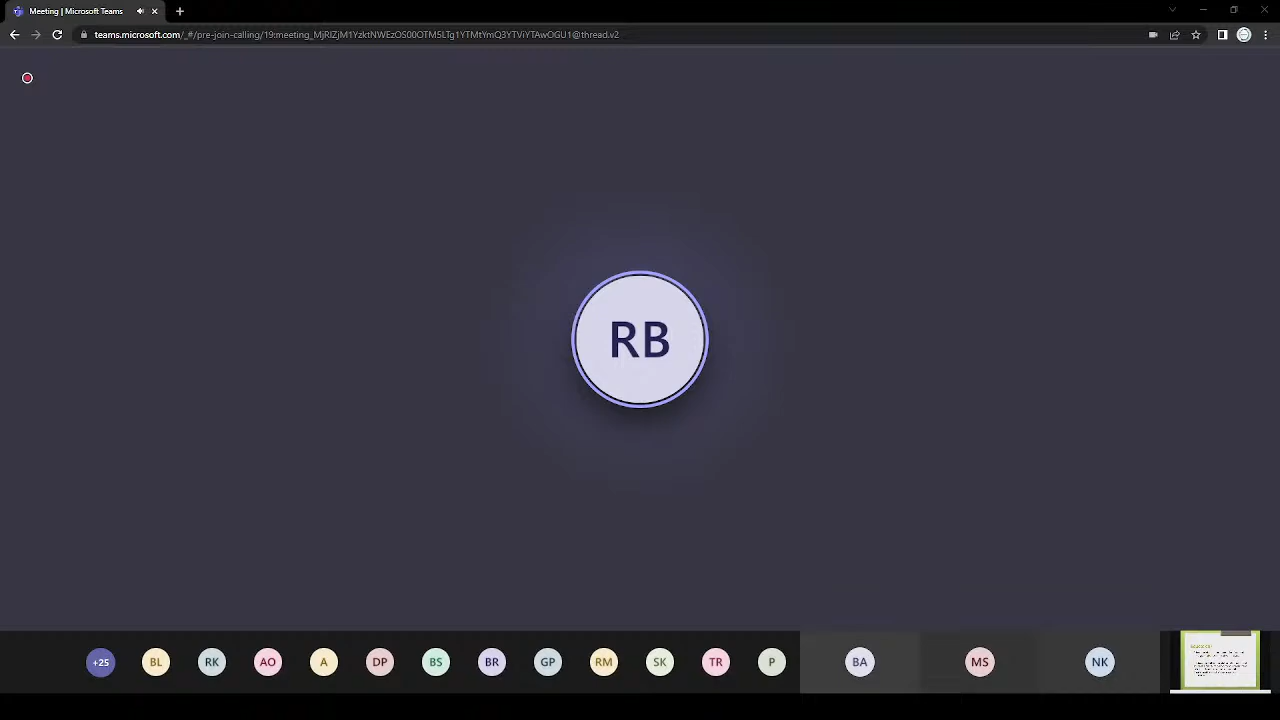 Meeting | Microsoft Teams
teams.microsoft.com/_#/pre-join-calling/19:meeting_MjRlZjM1YzktNWEzOS00OTM5LTg1YTMtYmQ3YTViYTAwOGU1@thread.v2
RB
+25 BL RK AO A DP BS BR GP RM SK TR P BA MS NK